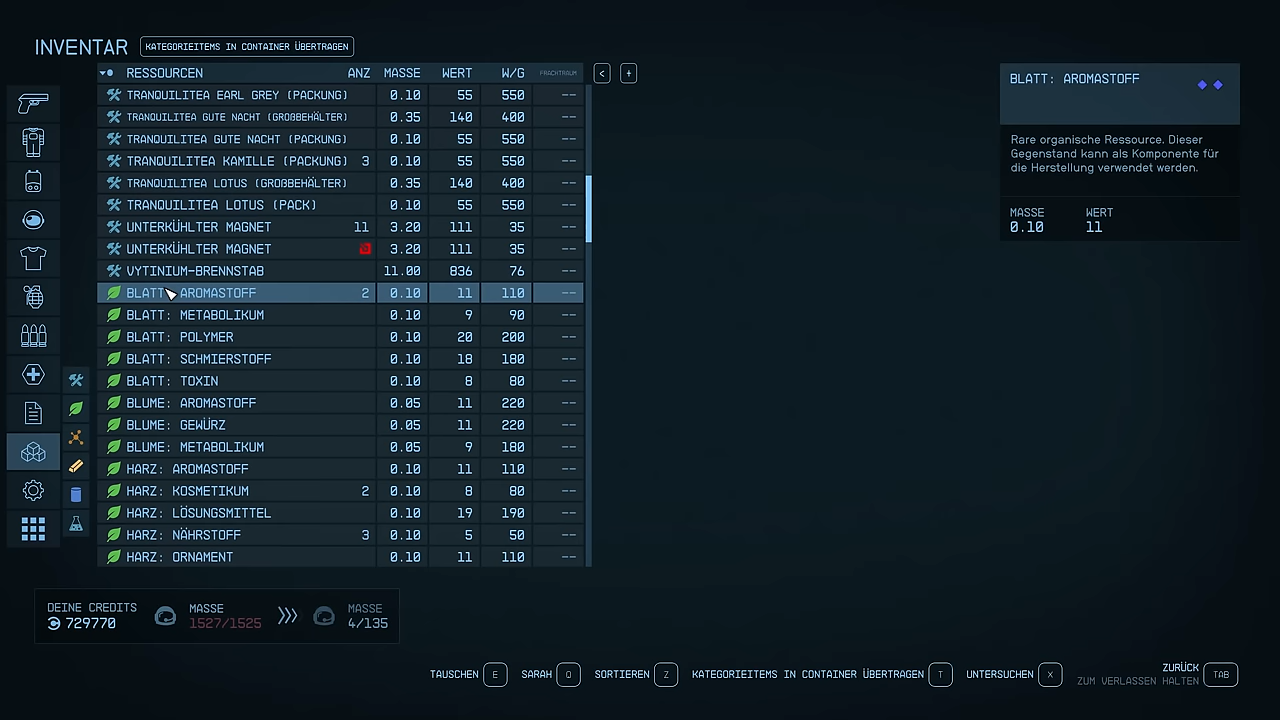 INVENTAR KATEGORIEITEMS IN CONTAINER ÜBERTRAGEN
RESSOURCEN ANZ MASSE WERT W/G FRACHTRAUM < +
TRANQUILITEA EARL GREY (PACKUNG) 0.10 55 550 --
TRANQUILITEA GUTE NACHT (GROẞBEHÄLTER) 0.35 140 400 --
TRANQUILITEA GUTE NACHT (PACKUNG) 0.10 55 550 --
TRANQUILITEA KAMILLE (PACKUNG) 3 0.10 55 550 --
TRANQUILITEA LOTUS (GROẞBEHÄLTER) 0.35 140 400 --
TRANQUILITEA LOTUS (PACK) 0.10 55 550 --
UNTERKÜHLTER MAGNET 11 3.20 111 35 --
UNTERKÜHLTER MAGNET 3.20 111 35 --
VYTINIUM-BRENNSTAB 11.00 836 76 --
BLATT: AROMASTOFF 2 0.10 11 110 --
BLATT: METABOLIKUM 0.10 9 90 --
BLATT: POLYMER 0.10 20 200 --
BLATT: SCHMIERSTOFF 0.10 18 180 --
BLATT: TOXIN 0.10 8 80 --
BLUME: AROMASTOFF 0.05 11 220 --
BLUME: GEWÜRZ 0.05 11 220 --
BLUME: METABOLIKUM 0.05 9 180 --
HARZ: AROMASTOFF 0.10 11 110 --
HARZ: KOSMETIKUM 2 0.10 8 80 --
HARZ: LÖSUNGSMITTEL 0.10 19 190 --
HARZ: NÄHRSTOFF 3 0.10 5 50 --
HARZ: ORNAMENT 0.10 11 110 --
BLATT: AROMASTOFF
Rare organische Ressource. Dieser
Gegenstand kann als Komponente für
die Herstellung verwendet werden.
MASSE WERT
0.10 11
DEINE CREDITS MASSE MASSE
729770 1527/1525 4/135
TAUSCHEN E SARAH Q SORTIEREN Z KATEGORIEITEMS IN CONTAINER ÜBERTRAGEN T UNTERSUCHEN X ZURÜCK TAB
ZUM VERLASSEN HALTEN